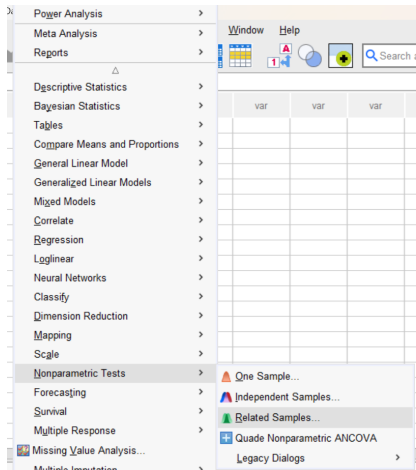 Power Analysis
Meta Analysis
Reports
Descriptive Statistics
Bayesian Statistics
Tables
Compare Means and Proportions
General Linear Model
Generalized Linear Models
Mixed Models
Correlate
Regression
Loglinear
Neural Networks
Classify
Dimension Reduction
Mapping
Scale
Nonparametric Tests
Forecasting
Survival
Multiple Response
Missing Value Analysis...
Multiple Imputation
Window Help
A
1
Search a
var var var
One Sample...
Independent Samples...
Related Samples...
Quade Nonparametric ANCOVA
Legacy Dialogs